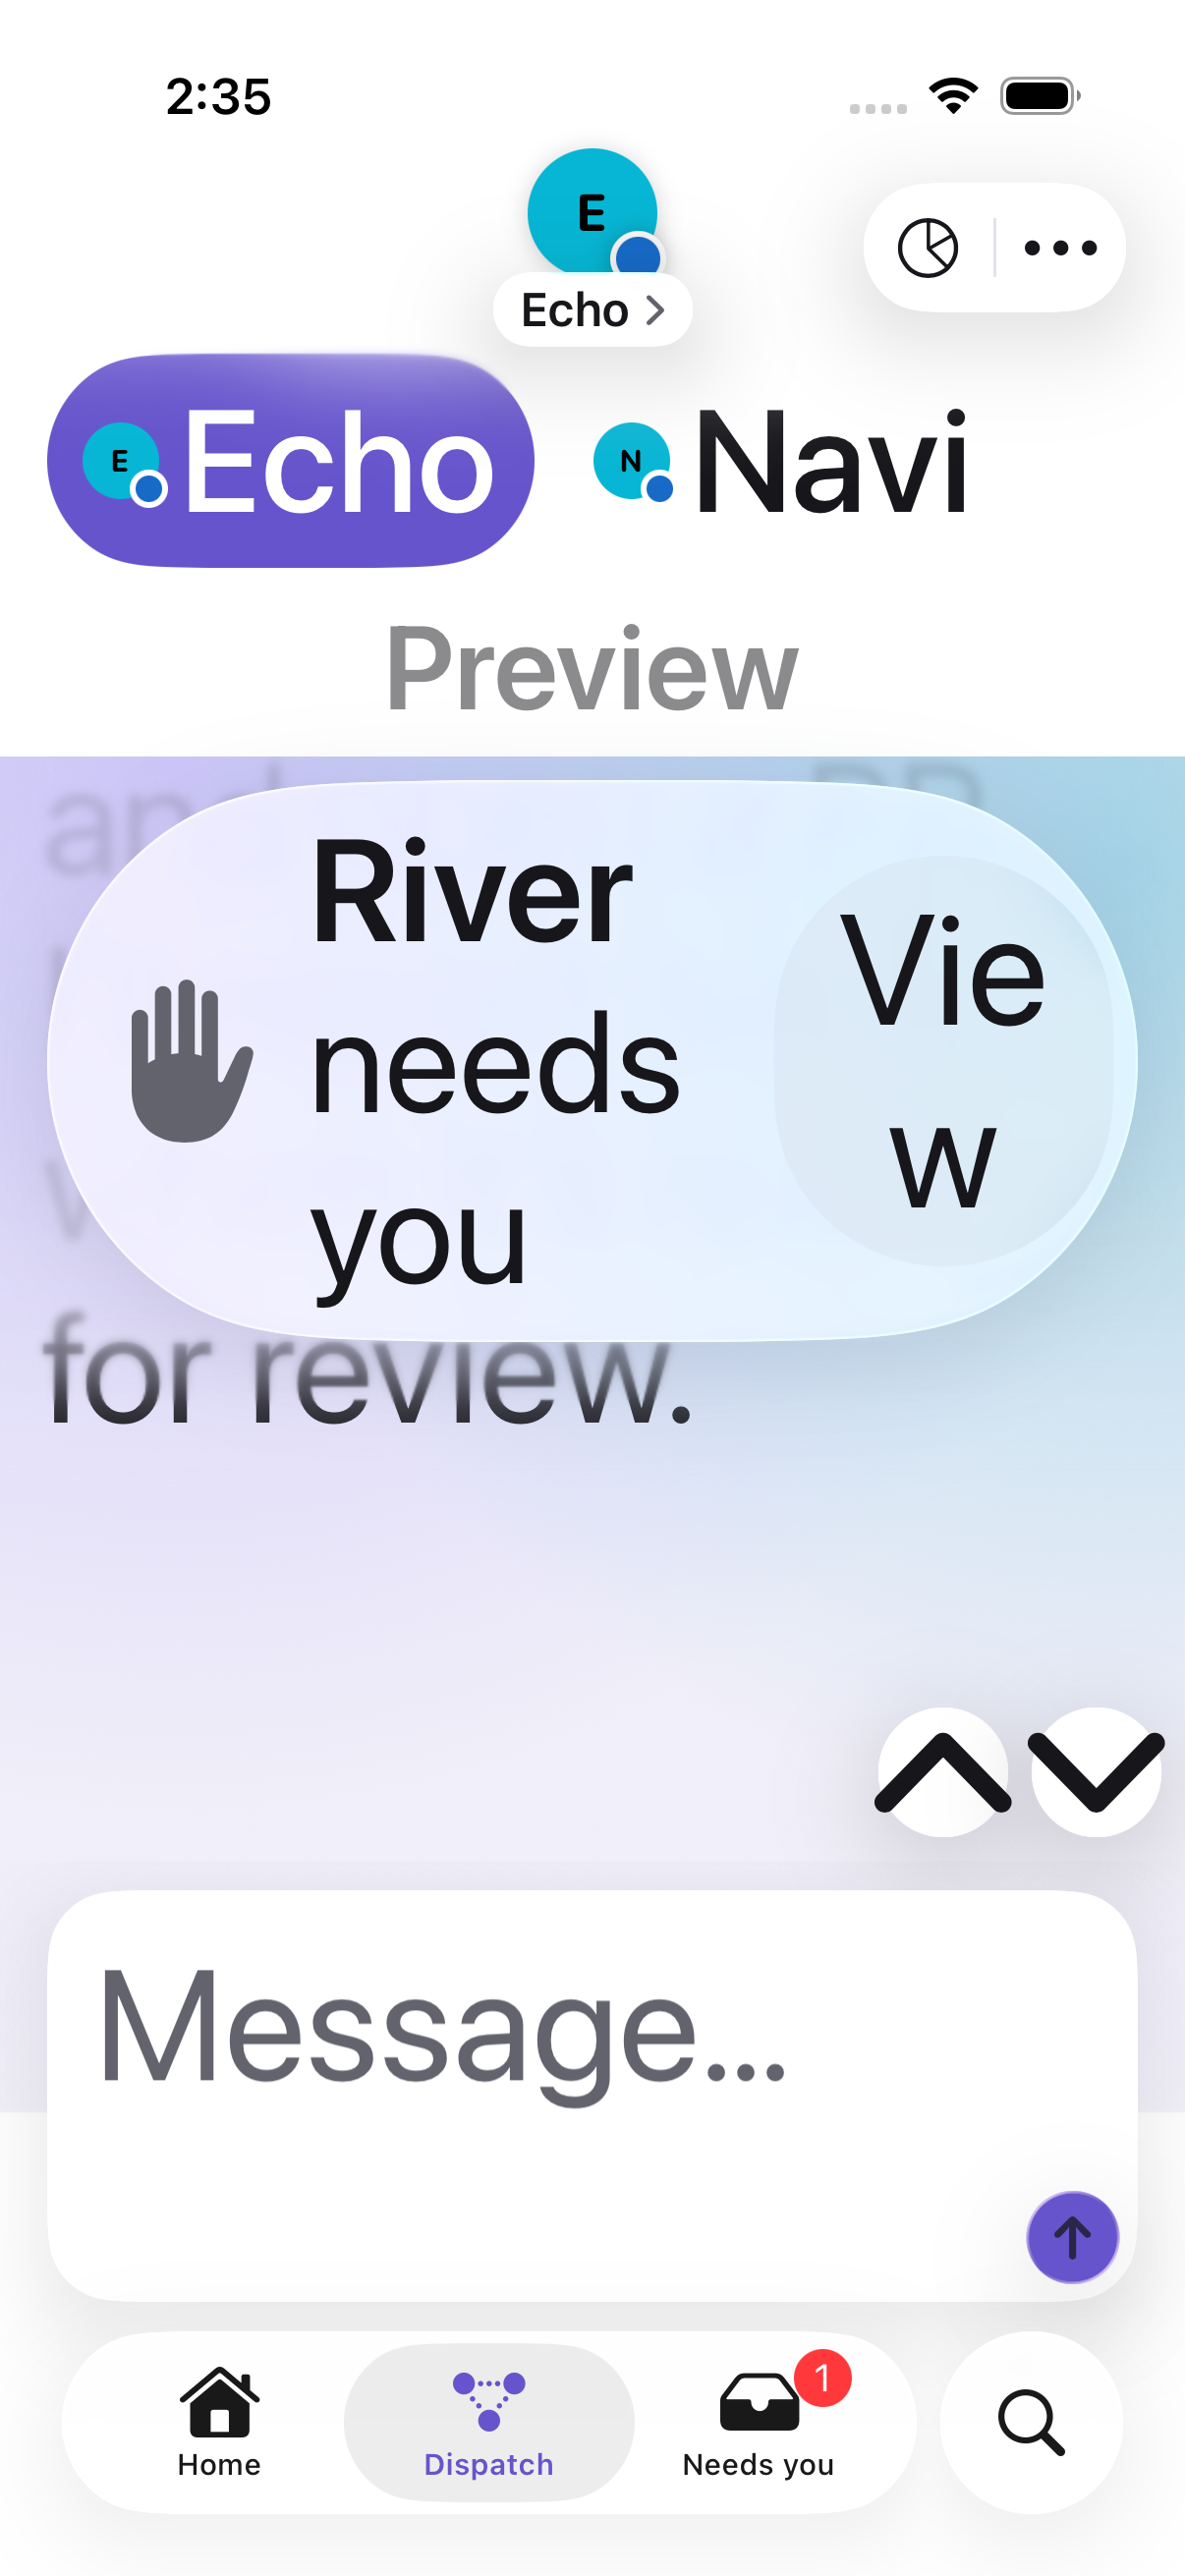 2:35
E
Echo
E Echo
N Navi
Preview
River
needs
you
Vie
w
for review.
Message...
1
Home
Dispatch
Needs you